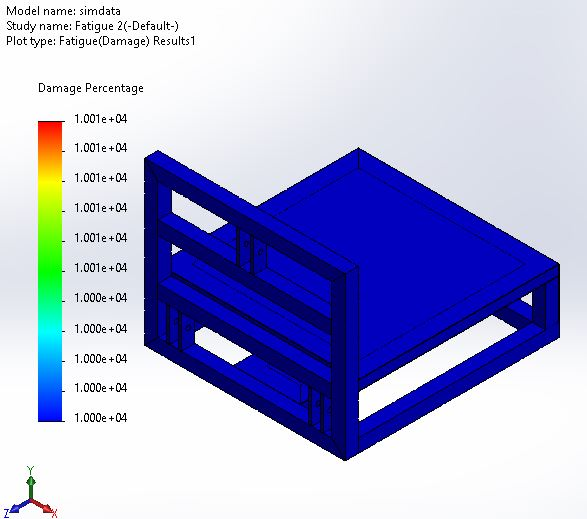 Model name: simdata
Study name: Fatigue 2(-Default-)
Plot type: Fatigue(Damage) Results1
Damage Percentage
1.001e+04
1.001e+04
1.001e+04
1.001e+04
1.001e+04
1.001e+04
1.000e+04
1.000e+04
1.000e+04
1.000e+04
1.000e+04
Y
Z
X